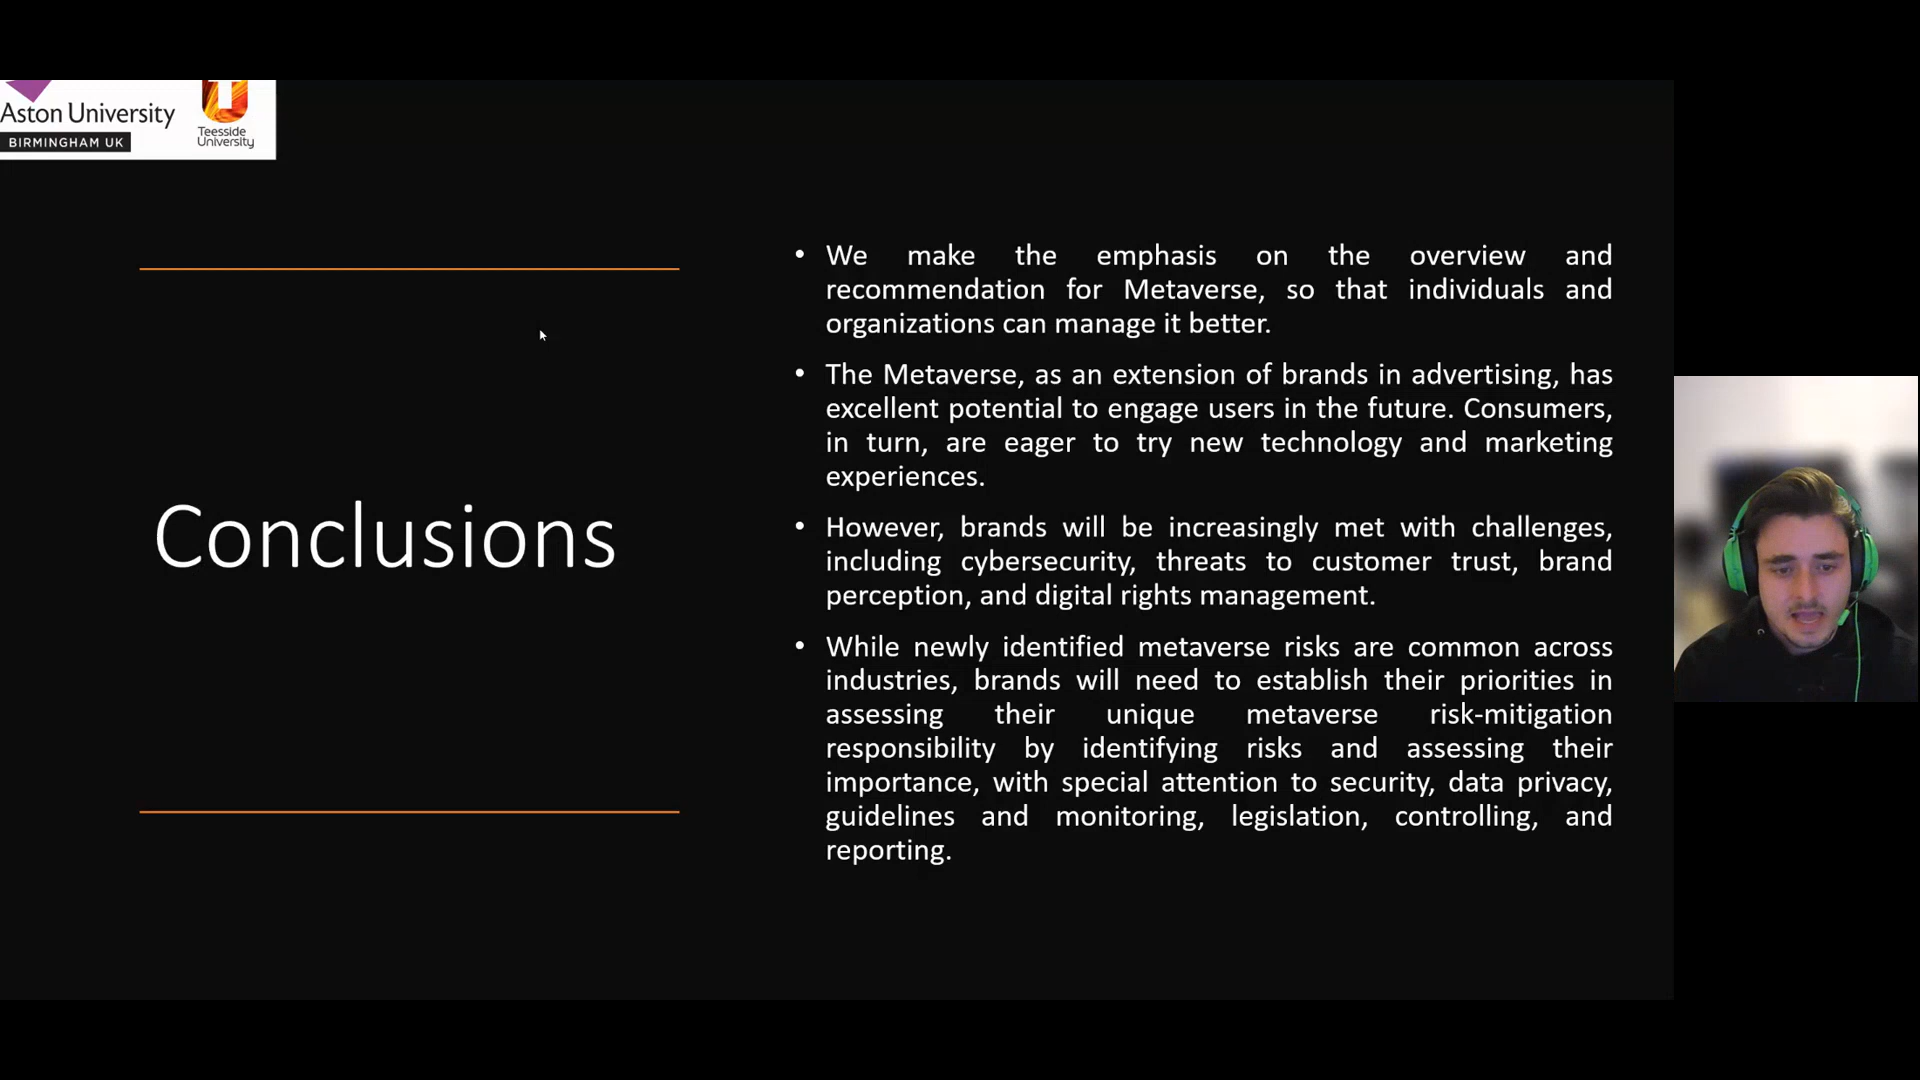 Aston University
BIRMINGHAM UK
Teesside
University
Conclusions
• We make the emphasis on the overview and
recommendation for Metaverse, so that individuals and
organizations can manage it better.
• The Metaverse, as an extension of brands in advertising, has
excellent potential to engage users in the future. Consumers,
in turn, are eager to try new technology and marketing
experiences.
• However, brands will be increasingly met with challenges,
including cybersecurity, threats to customer trust, brand
perception, and digital rights management.
• While newly identified metaverse risks are common across
industries, brands will need to establish their priorities in
assessing their unique metaverse risk-mitigation
responsibility by identifying risks and assessing their
importance, with special attention to security, data privacy,
guidelines and monitoring, legislation, controlling, and
reporting.